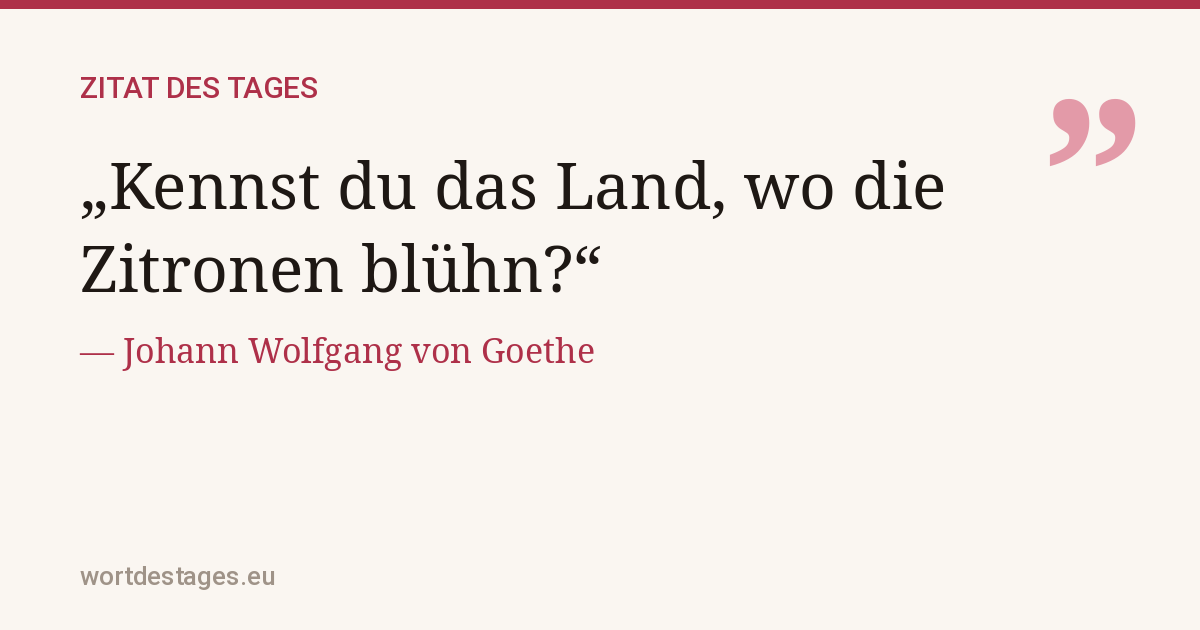 ZITAT DES TAGES
”
„Kennst du das Land, wo die
Zitronen blühn?“
— Johann Wolfgang von Goethe
wortdestages.eu